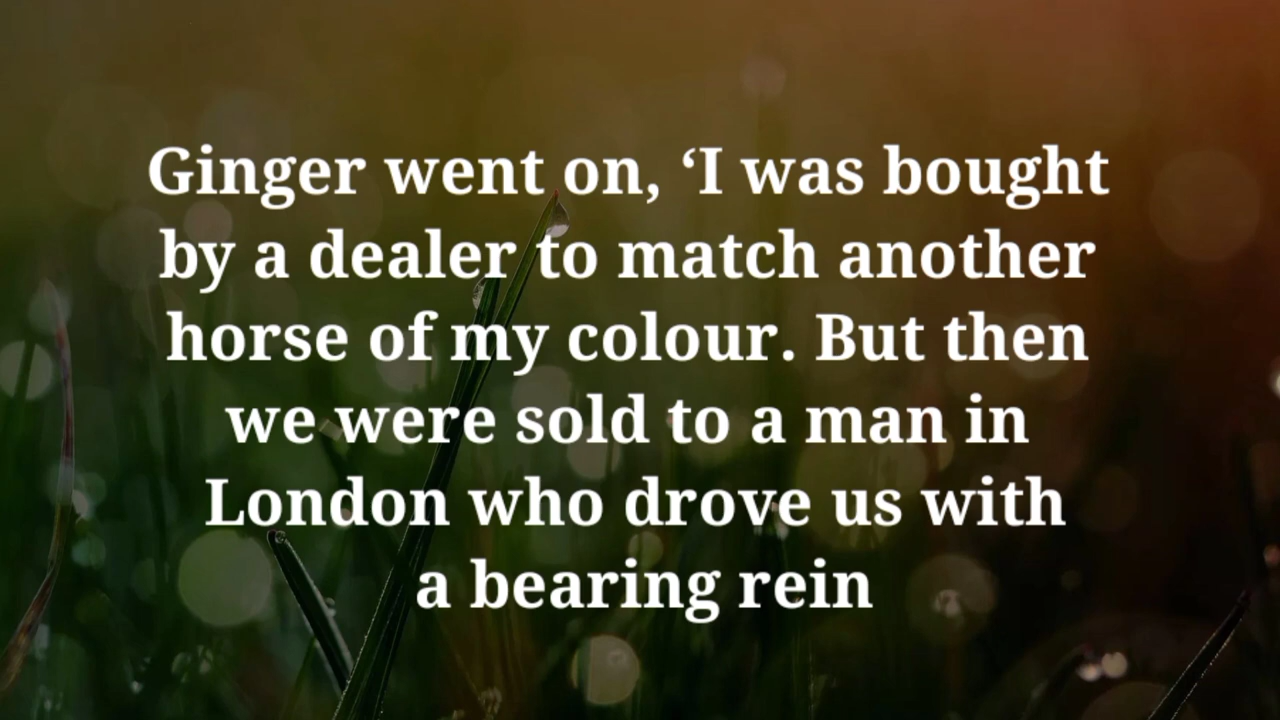 Ginger went on, ‘I was bought
by a dealer to match another
horse of my colour. But then
we were sold to a man in
London who drove us with
a bearing rein